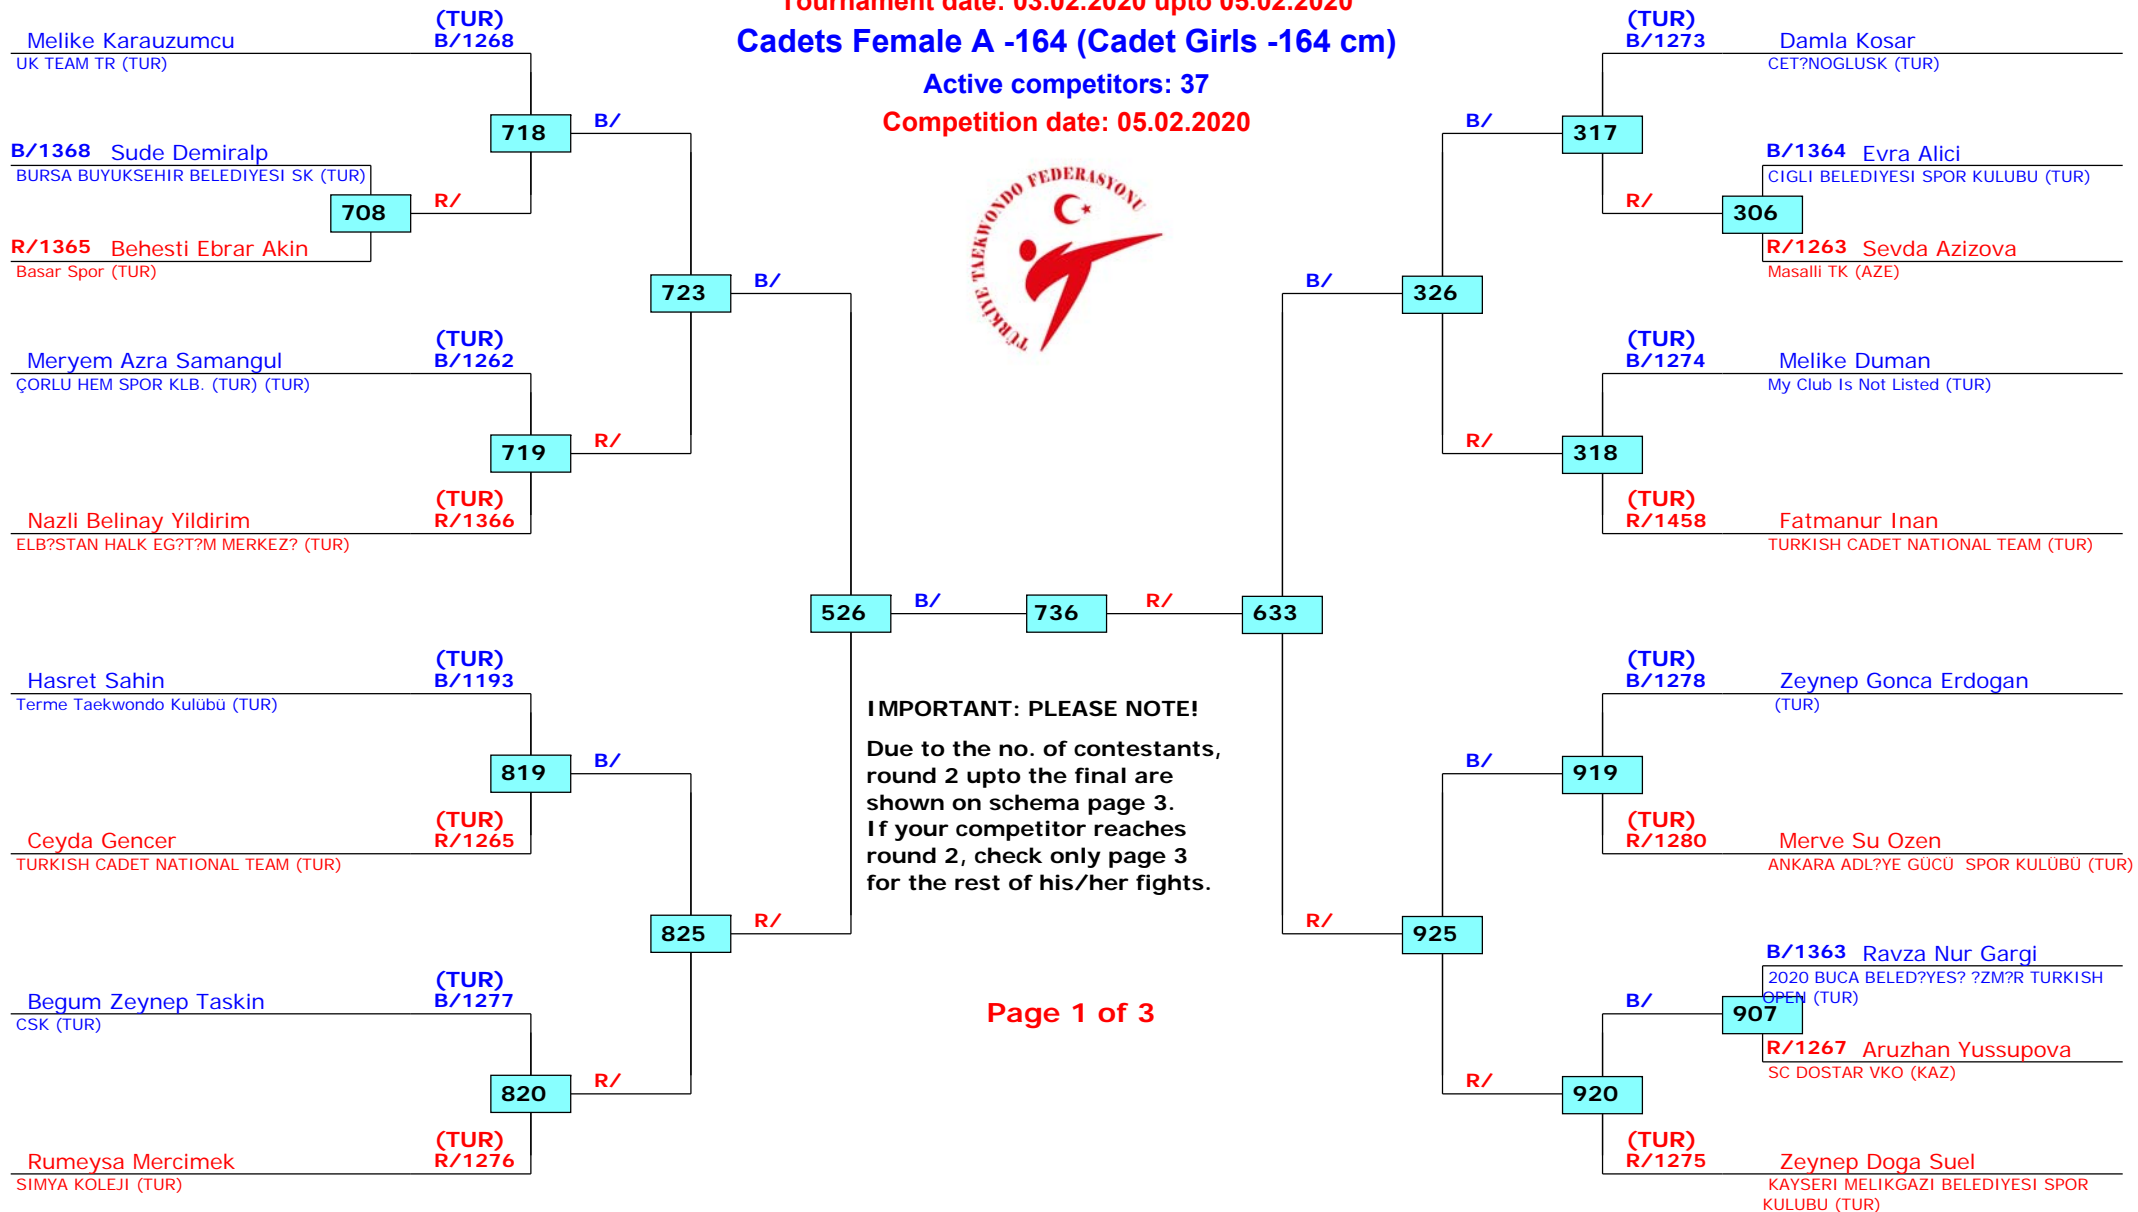 Tournament date: 03.02.2020 upto 05.02.2020
Cadets Female A -164 (Cadet Girls -164 cm)
Active competitors: 37
Competition date: 05.02.2020
TÜRKİYE TAEKWONDO FEDERASYONU
(TUR)
Melike Karauzumcu B/1268
UK TEAM TR (TUR)
718 B/
B/1368 Sude Demiralp
BURSA BUYUKSEHIR BELEDIYESI SK (TUR)
708 R/
R/1365 Behesti Ebrar Akin
Basar Spor (TUR)
723 B/
(TUR)
Meryem Azra Samangul B/1262
ÇORLU HEM SPOR KLB. (TUR) (TUR)
719 R/
(TUR)
Nazli Belinay Yildirim R/1366
ELB?STAN HALK EG?T?M MERKEZ? (TUR)
526 B/ 736 R/ 633
(TUR)
Hasret Sahin B/1193
Terme Taekwondo Kulübü (TUR)
819 B/
(TUR)
Ceyda Gencer R/1265
TURKISH CADET NATIONAL TEAM (TUR)
825 R/
(TUR)
Begum Zeynep Taskin B/1277
CSK (TUR)
820 R/
(TUR)
Rumeysa Mercimek R/1276
SIMYA KOLEJI (TUR)
IMPORTANT: PLEASE NOTE!
Due to the no. of contestants,
round 2 upto the final are
shown on schema page 3.
If your competitor reaches
round 2, check only page 3
for the rest of his/her fights.
Page 1 of 3
(TUR)
B/1273 Damla Kosar
CET?NOGLUSK (TUR)
B/ 317
B/1364 Evra Alici
CIGLI BELEDIYESI SPOR KULUBU (TUR)
R/ 306
R/1263 Sevda Azizova
Masalli TK (AZE)
B/ 326
(TUR)
B/1274 Melike Duman
My Club Is Not Listed (TUR)
R/ 318
(TUR)
R/1458 Fatmanur Inan
TURKISH CADET NATIONAL TEAM (TUR)
(TUR)
B/1278 Zeynep Gonca Erdogan
(TUR)
B/ 919
(TUR)
R/1280 Merve Su Ozen
ANKARA ADL?YE GÜCÜ SPOR KULÜBÜ (TUR)
R/ 925
B/1363 Ravza Nur Gargi
2020 BUCA BELED?YES? ?ZM?R TURKISH
OPEN (TUR)
B/ 907
R/1267 Aruzhan Yussupova
SC DOSTAR VKO (KAZ)
R/ 920
(TUR)
R/1275 Zeynep Doga Suel
KAYSERI MELIKGAZI BELEDIYESI SPOR
KULUBU (TUR)